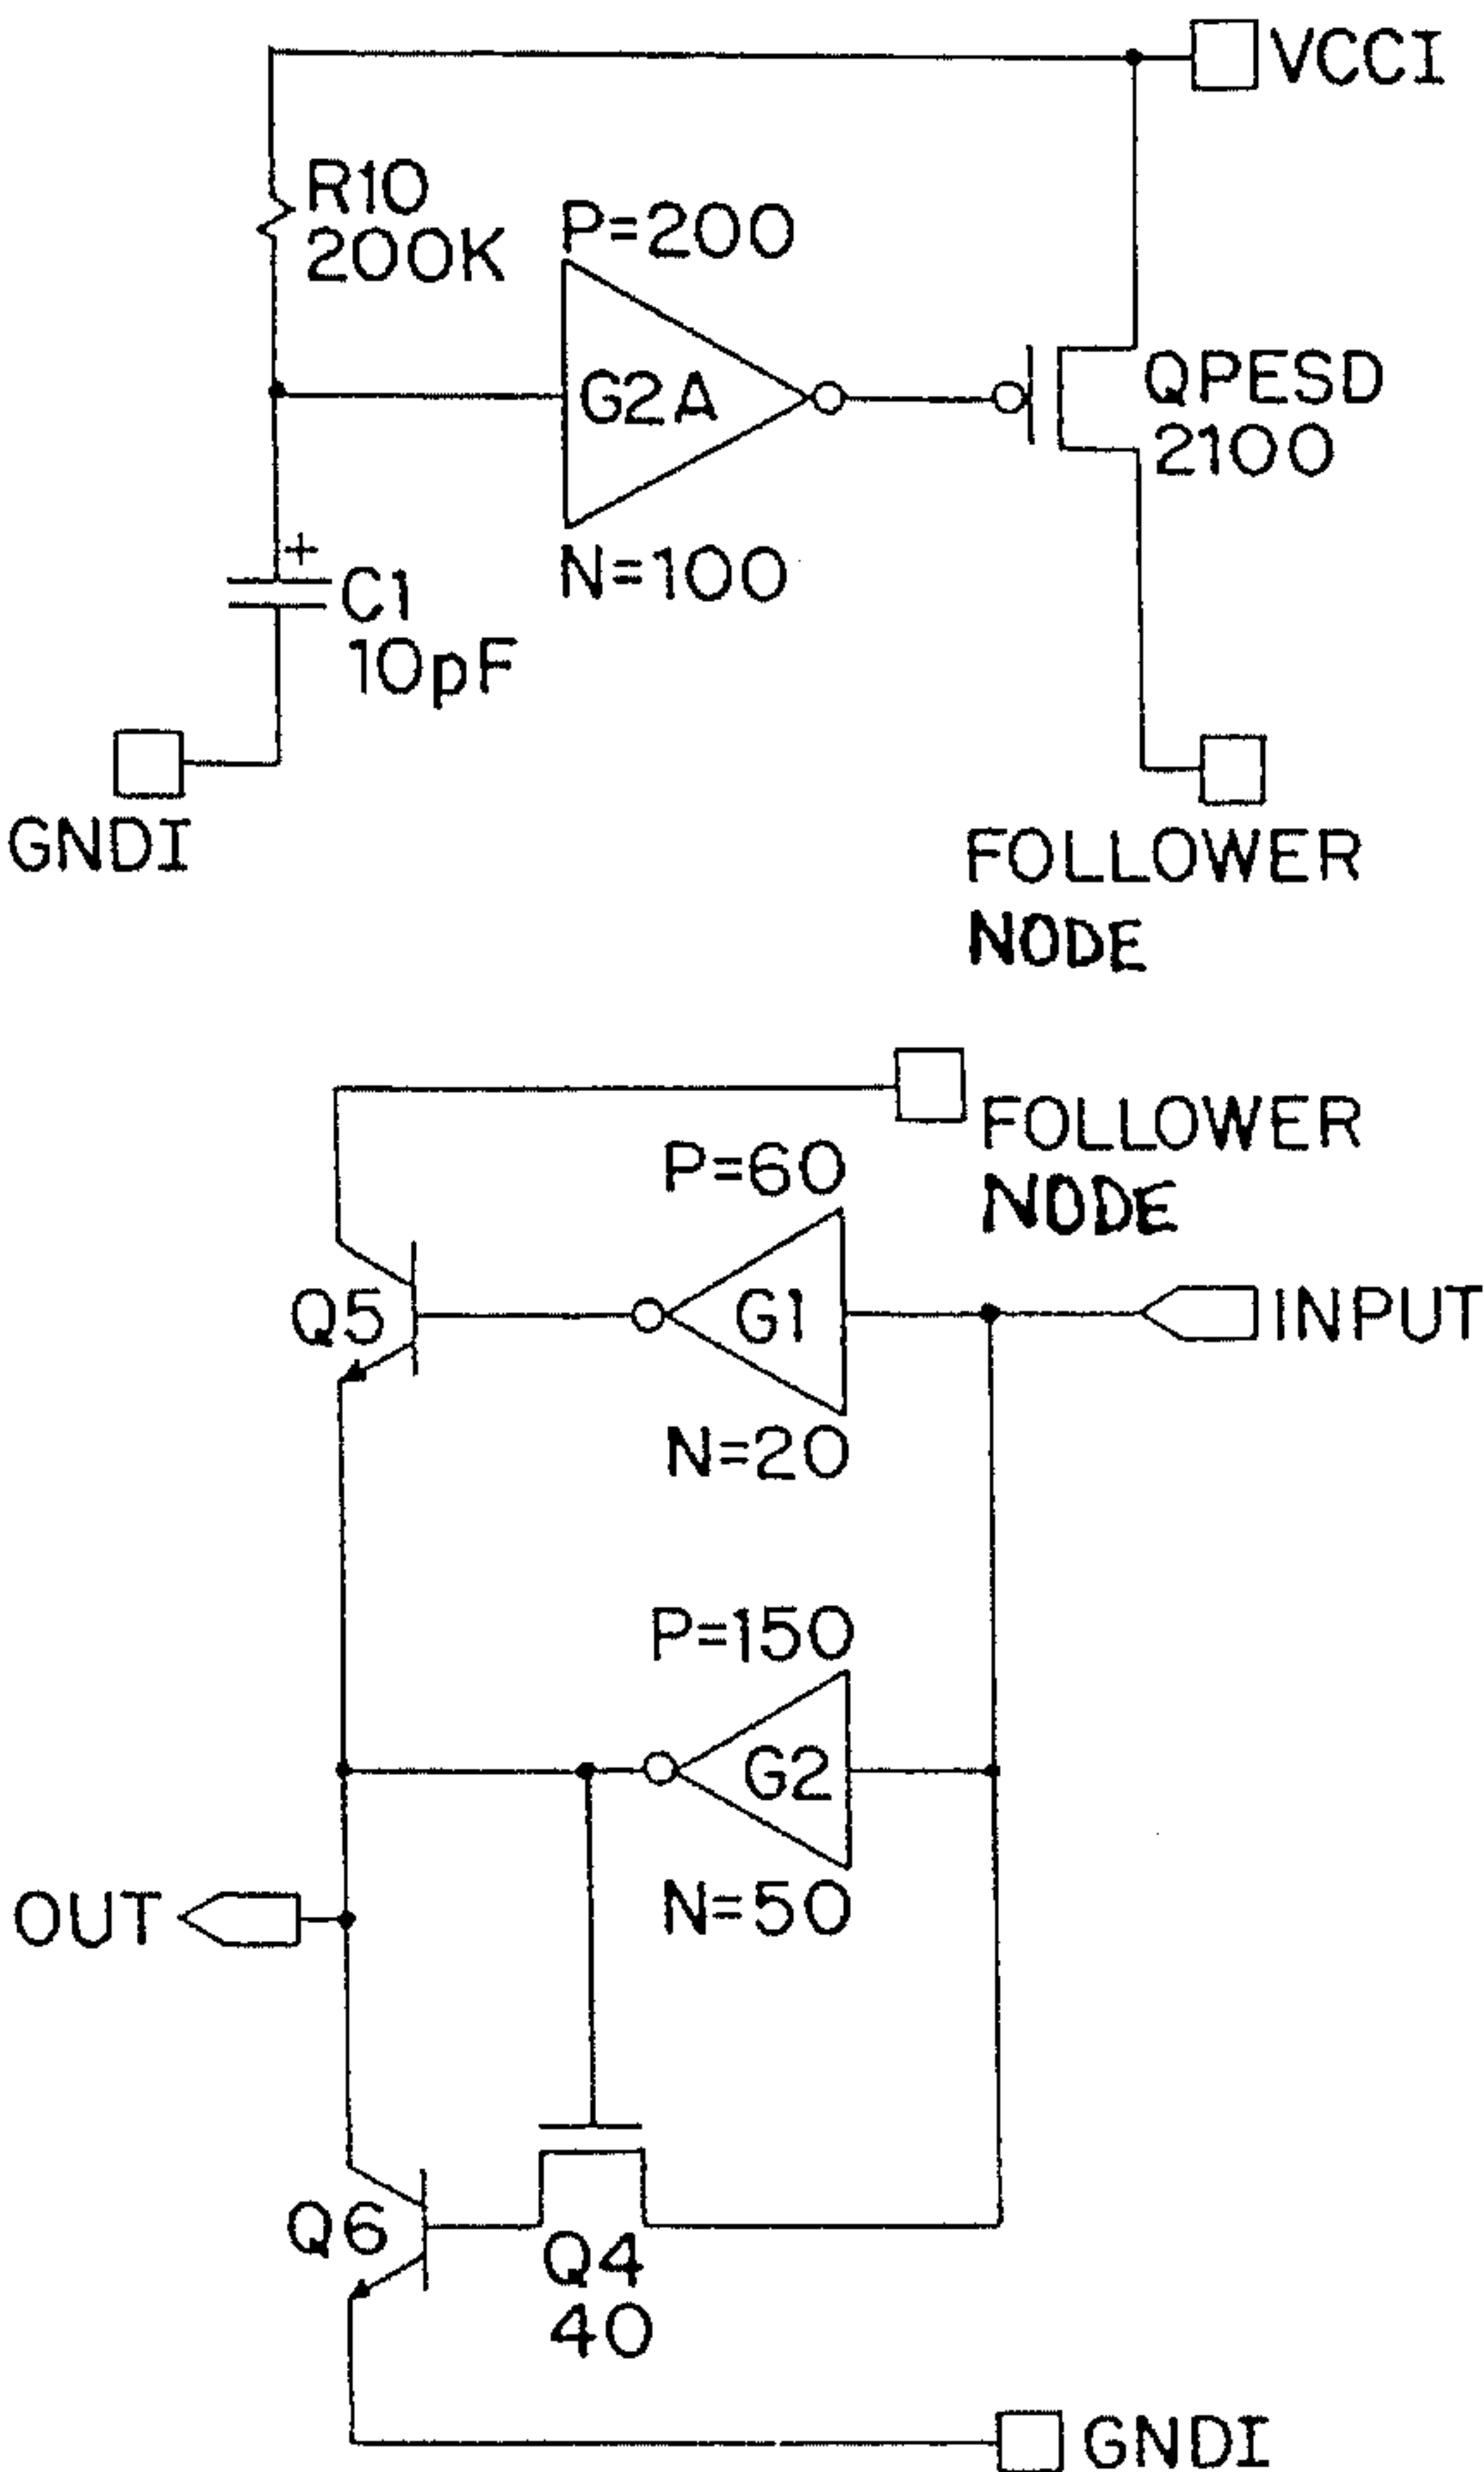 VCCI
R10
200K
P=200
G2A
N=100
QPESD
2100
C1
10pF
GNDI
FOLLOWER
NODE
FOLLOWER
NODE
P=60
Q5
G1
INPUT
N=20
P=150
G2
OUT
N=50
Q6
Q4
40
GNDI